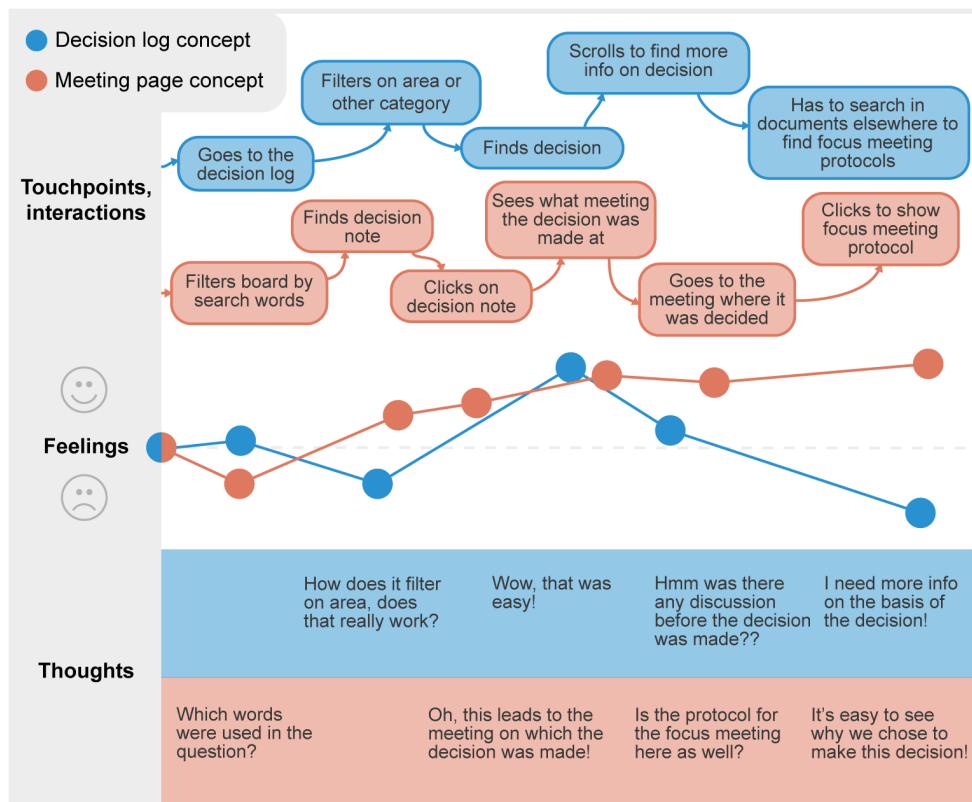 Decision log concept
Meeting page concept
Touchpoints,
interactions
Goes to the
decision log
Filters on area or
other category
Finds decision
Scrolls to find more
info on decision
Has to search in
documents elsewhere to
find focus meeting
protocols
Filters board by
search words
Finds decision
note
Clicks on
decision note
Sees what meeting
the decision was
made at
Goes to the
meeting where it
was decided
Clicks to show
focus meeting
protocol
Feelings
Thoughts
How does it filter
on area, does
that really work?
Wow, that was
easy!
Hmm was there
any discussion
before the decision
was made??
I need more info
on the basis of
the decision!
Which words
were used in the
question?
Oh, this leads to the
meeting on which the
decision was made!
Is the protocol for
the focus meeting
here as well?
It's easy to see
why we chose to
make this decision!